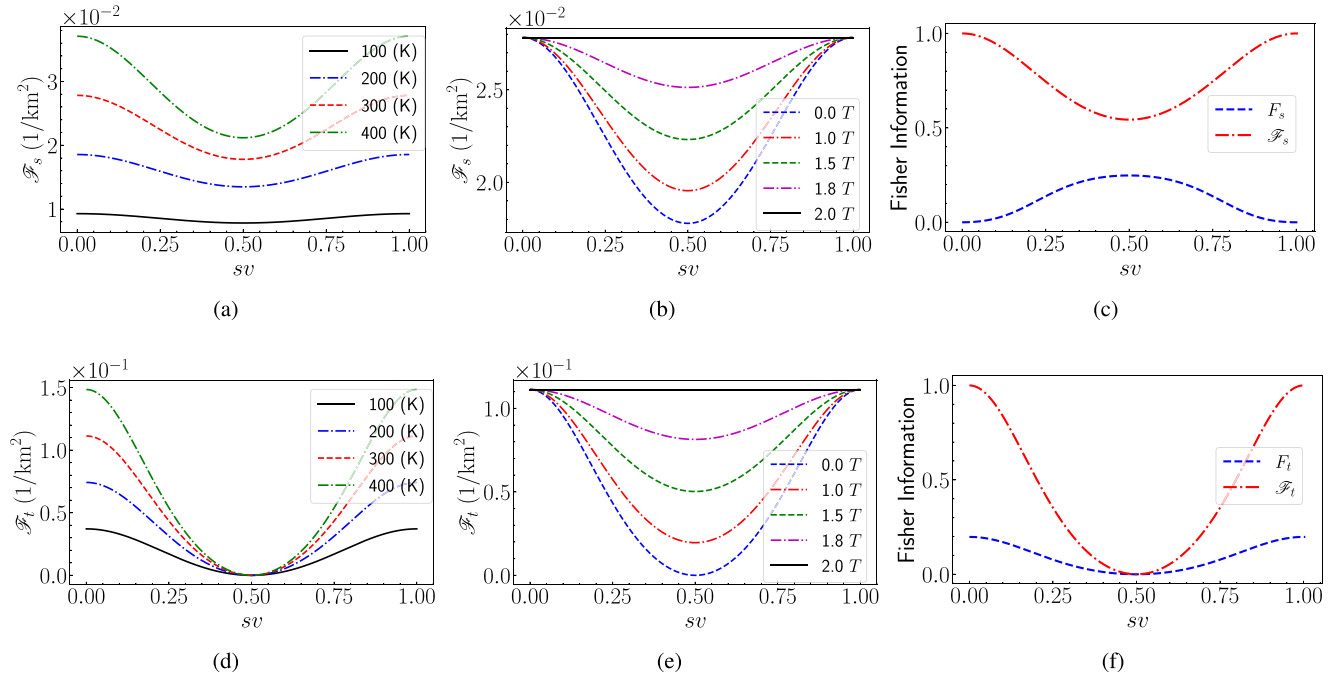 ×10⁻²
ℱₛ (1/km²)
3
2
1
100 (K)
200 (K)
300 (K)
400 (K)
0.00 0.25 0.50 0.75 1.00
sv
(a)
×10⁻²
ℱₛ (1/km²)
2.5
2.0
0.0 T
1.0 T
1.5 T
1.8 T
2.0 T
0.00 0.25 0.50 0.75 1.00
sv
(b)
Fisher Information
1.0
0.5
0.0
Fₛ
ℱₛ
0.00 0.25 0.50 0.75 1.00
sv
(c)
×10⁻¹
ℱₜ (1/km²)
1.5
1.0
0.5
0.0
100 (K)
200 (K)
300 (K)
400 (K)
0.00 0.25 0.50 0.75 1.00
sv
(d)
×10⁻¹
ℱₜ (1/km²)
1.0
0.5
0.0
0.0 T
1.0 T
1.5 T
1.8 T
2.0 T
0.00 0.25 0.50 0.75 1.00
sv
(e)
Fisher Information
1.0
0.5
0.0
Fₜ
ℱₜ
0.00 0.25 0.50 0.75 1.00
sv
(f)